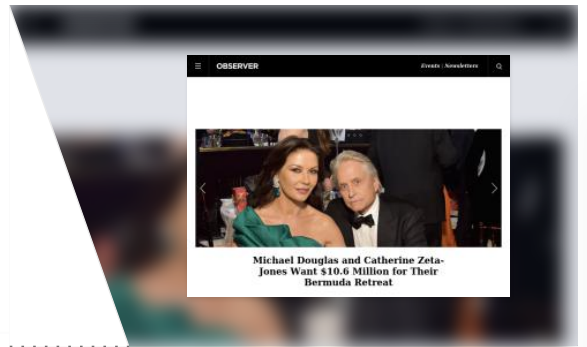 OBSERVER
Events | Newsletters
Michael Douglas and Catherine Zeta-
Jones Want $10.6 Million for Their
Bermuda Retreat